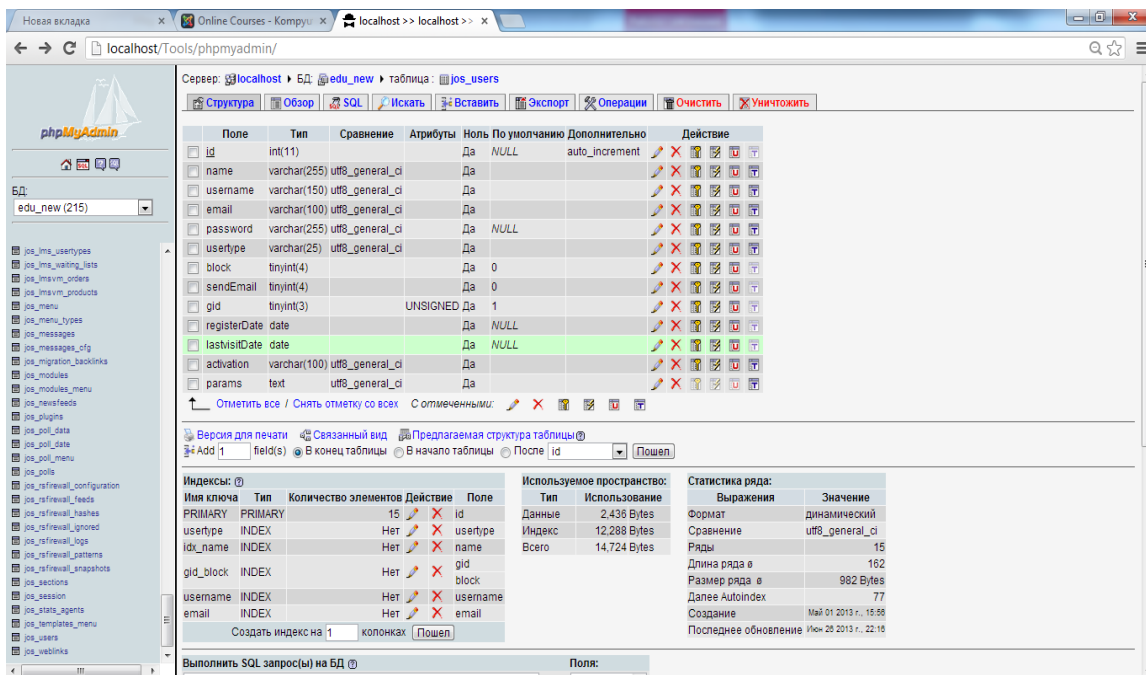 Новая вкладка
Online Courses - Kompyu
localhost >> localhost >>
localhost/Tools/phpmyadmin/
phpMyAdmin
БД:
edu_new (215)
jos_lms_usertypes
jos_lms_waiting_lists
jos_lmsvm_orders
jos_lmsvm_products
jos_menu
jos_menu_types
jos_messages
jos_messages_cfg
jos_migration_backlinks
jos_modules
jos_modules_menu
jos_newsfeeds
jos_plugins
jos_poll_data
jos_poll_date
jos_poll_menu
jos_polls
jos_rsfirewall_configuration
jos_rsfirewall_feeds
jos_rsfirewall_hashes
jos_rsfirewall_ignored
jos_rsfirewall_logs
jos_rsfirewall_patterns
jos_rsfirewall_snapshots
jos_sections
jos_session
jos_stats_agents
jos_templates_menu
jos_users
jos_weblinks
Сервер: localhost БД: edu_new таблица : jos_users
Структура Обзор SQL Искать Вставить Экспорт Операции Очистить Уничтожить
Поле Тип Сравнение Атрибуты Ноль По умолчанию Дополнительно Действие
id int(11) Да NULL auto_increment
name varchar(255) utf8_general_ci Да
username varchar(150) utf8_general_ci Да
email varchar(100) utf8_general_ci Да
password varchar(255) utf8_general_ci Да NULL
usertype varchar(25) utf8_general_ci Да
block tinyint(4) Да 0
sendEmail tinyint(4) Да 0
gid tinyint(3) UNSIGNED Да 1
registerDate date Да NULL
lastvisitDate date Да NULL
activation varchar(100) utf8_general_ci Да
params text utf8_general_ci Да
Отметить все / Снять отметку со всех С отмеченными:
Версия для печати Связанный вид Предлагаемая структура таблицы
Add 1 field(s) В конец таблицы В начало таблицы После id Пошел
Индексы:
Имя ключа Тип Количество элементов Действие Поле
PRIMARY PRIMARY 15 id
usertype INDEX Нет usertype
idx_name INDEX Нет name
gid_block INDEX Нет gid
block
username INDEX Нет username
email INDEX Нет email
Создать индекс на 1 колонках Пошел
Используемое пространство:
Тип Использование
Данные 2,436 Bytes
Индекс 12,288 Bytes
Всего 14,724 Bytes
Статистика ряда:
Выражения Значение
Формат динамический
Сравнение utf8_general_ci
Ряды 15
Длина ряда ø 162
Размер ряда ø 982 Bytes
Далее Autoindex 77
Создание Май 01 2013 г., 15:56
Последнее обновление Июн 26 2013 г., 22:16
Выполнить SQL запрос(ы) на БД
Поля: